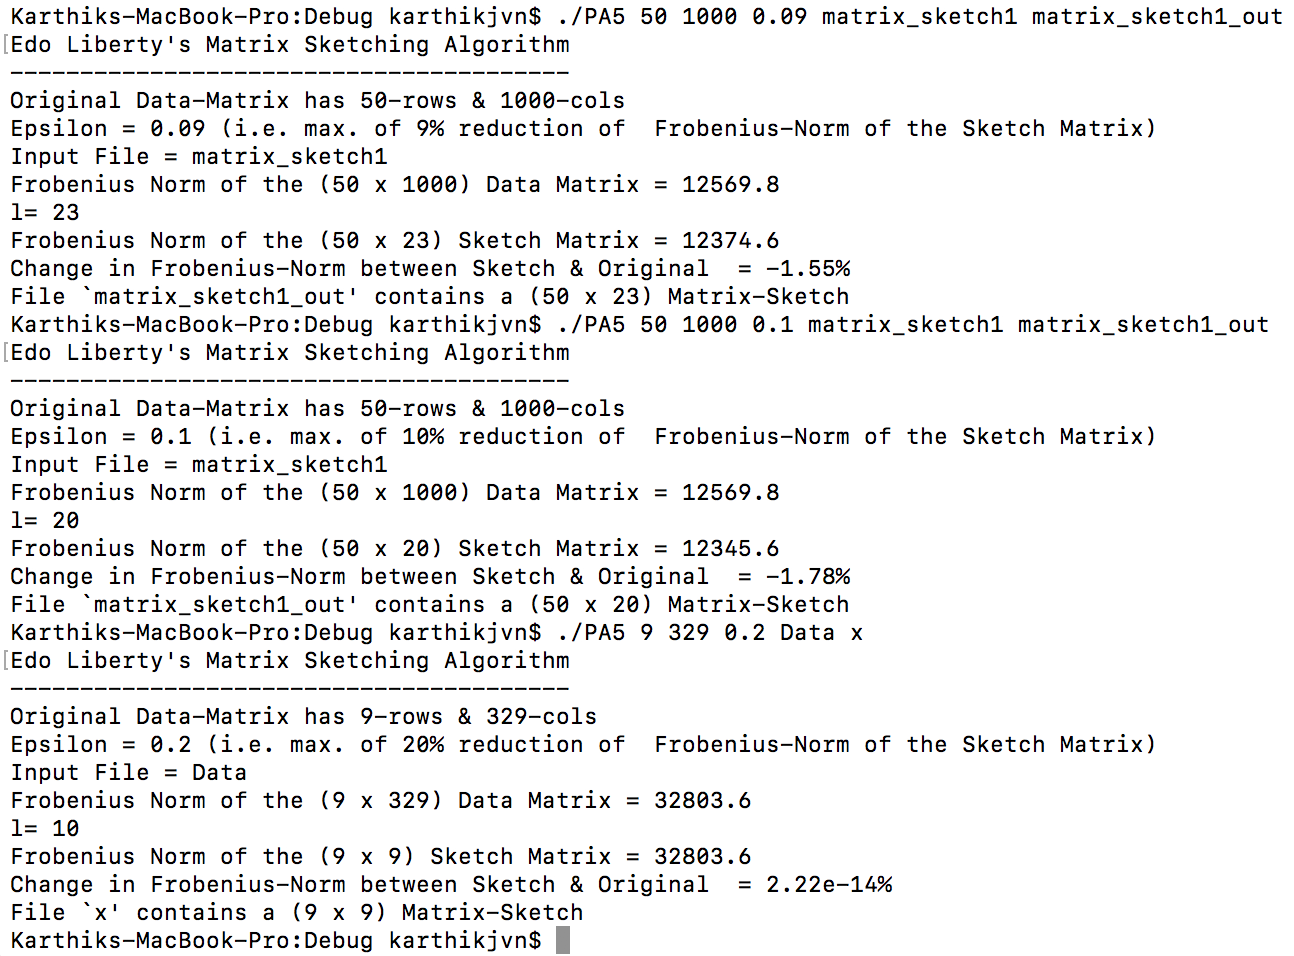 Karthiks-MacBook-Pro:Debug karthikjvn$ ./PA5 50 1000 0.09 matrix_sketch1 matrix_sketch1_out
[Edo Liberty's Matrix Sketching Algorithm
----------------------------------------
Original Data-Matrix has 50-rows & 1000-cols
Epsilon = 0.09 (i.e. max. of 9% reduction of  Frobenius-Norm of the Sketch Matrix)
Input File = matrix_sketch1
Frobenius Norm of the (50 x 1000) Data Matrix = 12569.8
l= 23
Frobenius Norm of the (50 x 23) Sketch Matrix = 12374.6
Change in Frobenius-Norm between Sketch & Original  = -1.55%
File `matrix_sketch1_out' contains a (50 x 23) Matrix-Sketch
Karthiks-MacBook-Pro:Debug karthikjvn$ ./PA5 50 1000 0.1 matrix_sketch1 matrix_sketch1_out
[Edo Liberty's Matrix Sketching Algorithm
----------------------------------------
Original Data-Matrix has 50-rows & 1000-cols
Epsilon = 0.1 (i.e. max. of 10% reduction of  Frobenius-Norm of the Sketch Matrix)
Input File = matrix_sketch1
Frobenius Norm of the (50 x 1000) Data Matrix = 12569.8
l= 20
Frobenius Norm of the (50 x 20) Sketch Matrix = 12345.6
Change in Frobenius-Norm between Sketch & Original  = -1.78%
File `matrix_sketch1_out' contains a (50 x 20) Matrix-Sketch
Karthiks-MacBook-Pro:Debug karthikjvn$ ./PA5 9 329 0.2 Data x
[Edo Liberty's Matrix Sketching Algorithm
----------------------------------------
Original Data-Matrix has 9-rows & 329-cols
Epsilon = 0.2 (i.e. max. of 20% reduction of  Frobenius-Norm of the Sketch Matrix)
Input File = Data
Frobenius Norm of the (9 x 329) Data Matrix = 32803.6
l= 10
Frobenius Norm of the (9 x 9) Sketch Matrix = 32803.6
Change in Frobenius-Norm between Sketch & Original  = 2.22e-14%
File `x' contains a (9 x 9) Matrix-Sketch
Karthiks-MacBook-Pro:Debug karthikjvn$